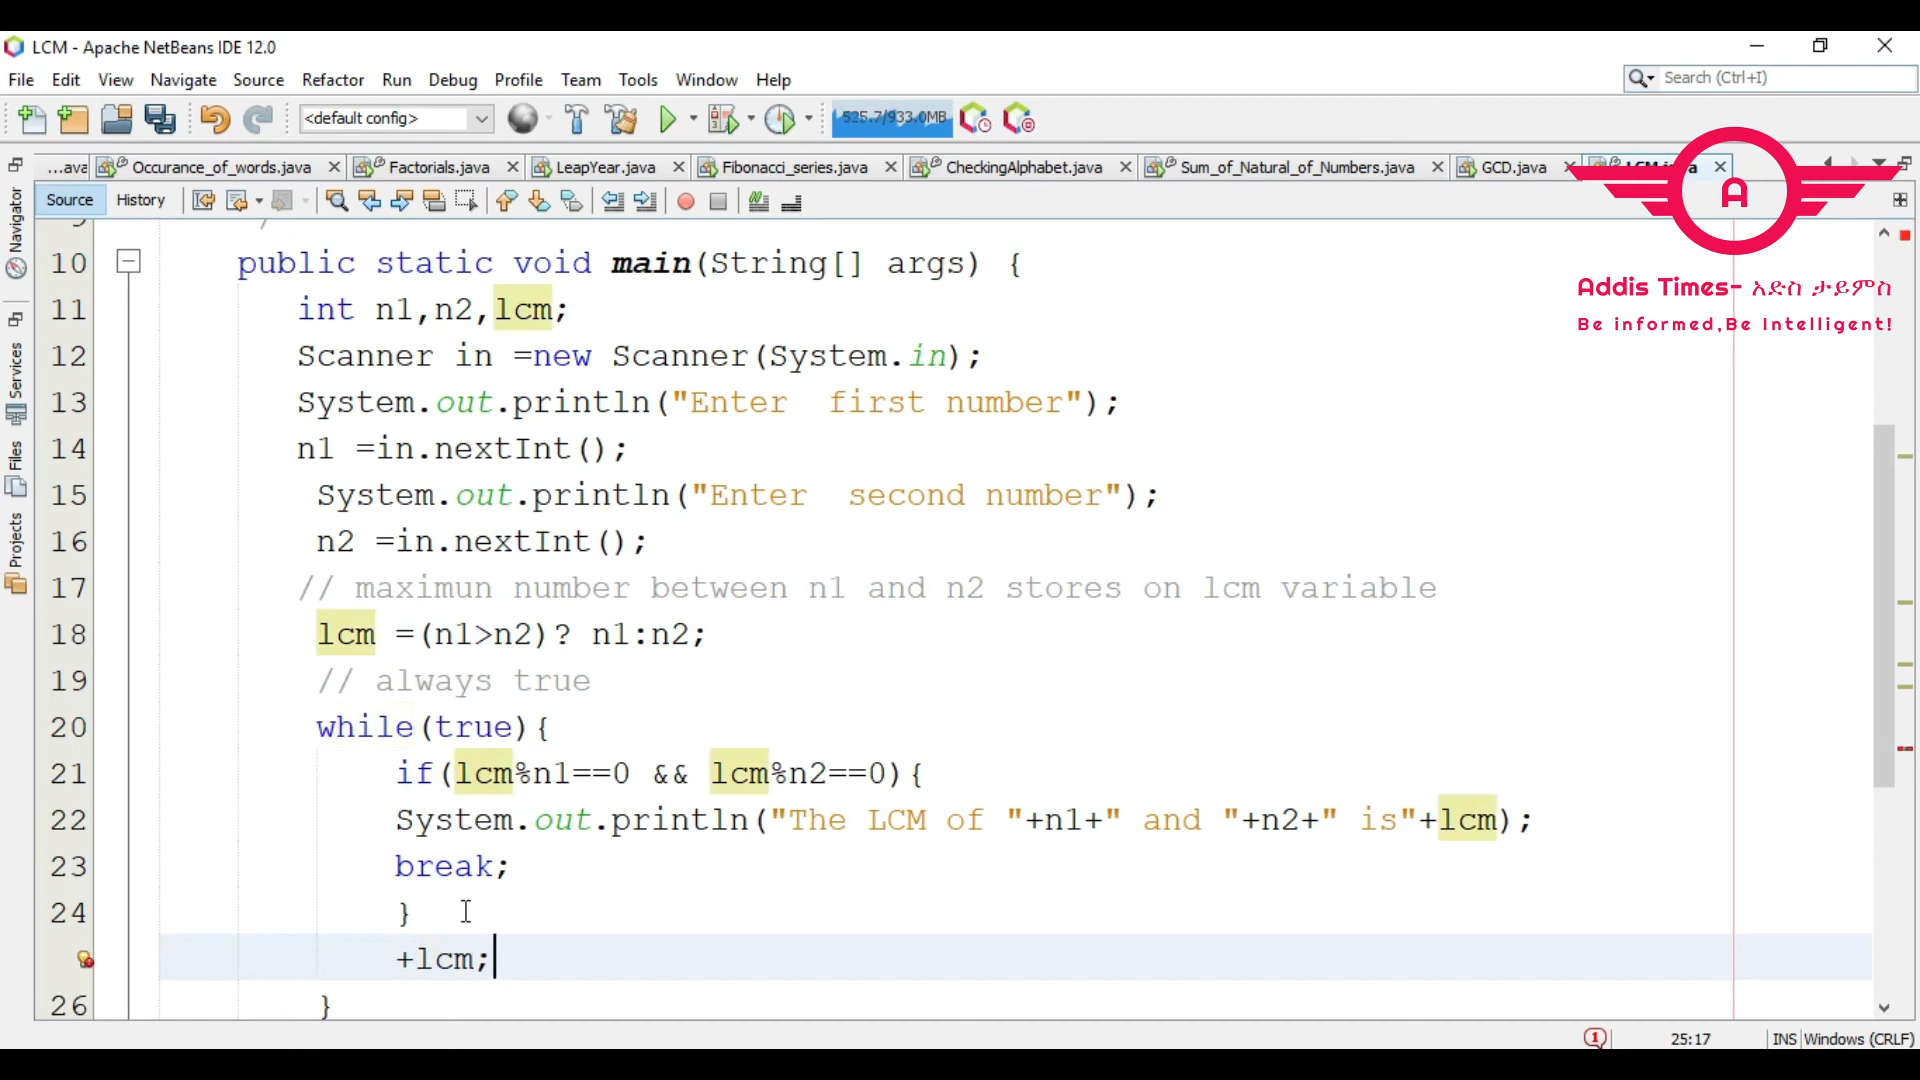 LCM - Apache NetBeans IDE 12.0
File Edit View Navigate Source Refactor Run Debug Profile Team Tools Window Help
Search (Ctrl+I)
<default config>
525.7/933.0MB
...ava Occurance_of_words.java Factorials.java LeapYear.java Fibonacci_series.java CheckingAlphabet.java Sum_of_Natural_of_Numbers.java GCD.java
Source History
A
Addis Times- አድስ ታይምስ
Be informed,Be Intelligent!
Navigator
Services
Files
Projects
10 public static void main(String[] args) {
11 int n1,n2,lcm;
12 Scanner in =new Scanner(System.in);
13 System.out.println("Enter  first number");
14 n1 =in.nextInt();
15 System.out.println("Enter  second number");
16 n2 =in.nextInt();
17 // maximun number between n1 and n2 stores on lcm variable
18 lcm =(n1>n2)? n1:n2;
19 // always true
20 while(true){
21 if(lcm%n1==0 && lcm%n2==0){
22 System.out.println("The LCM of "+n1+" and "+n2+" is"+lcm);
23 break;
24 }
+lcm;
26 }
1 25:17 INS Windows (CRLF)